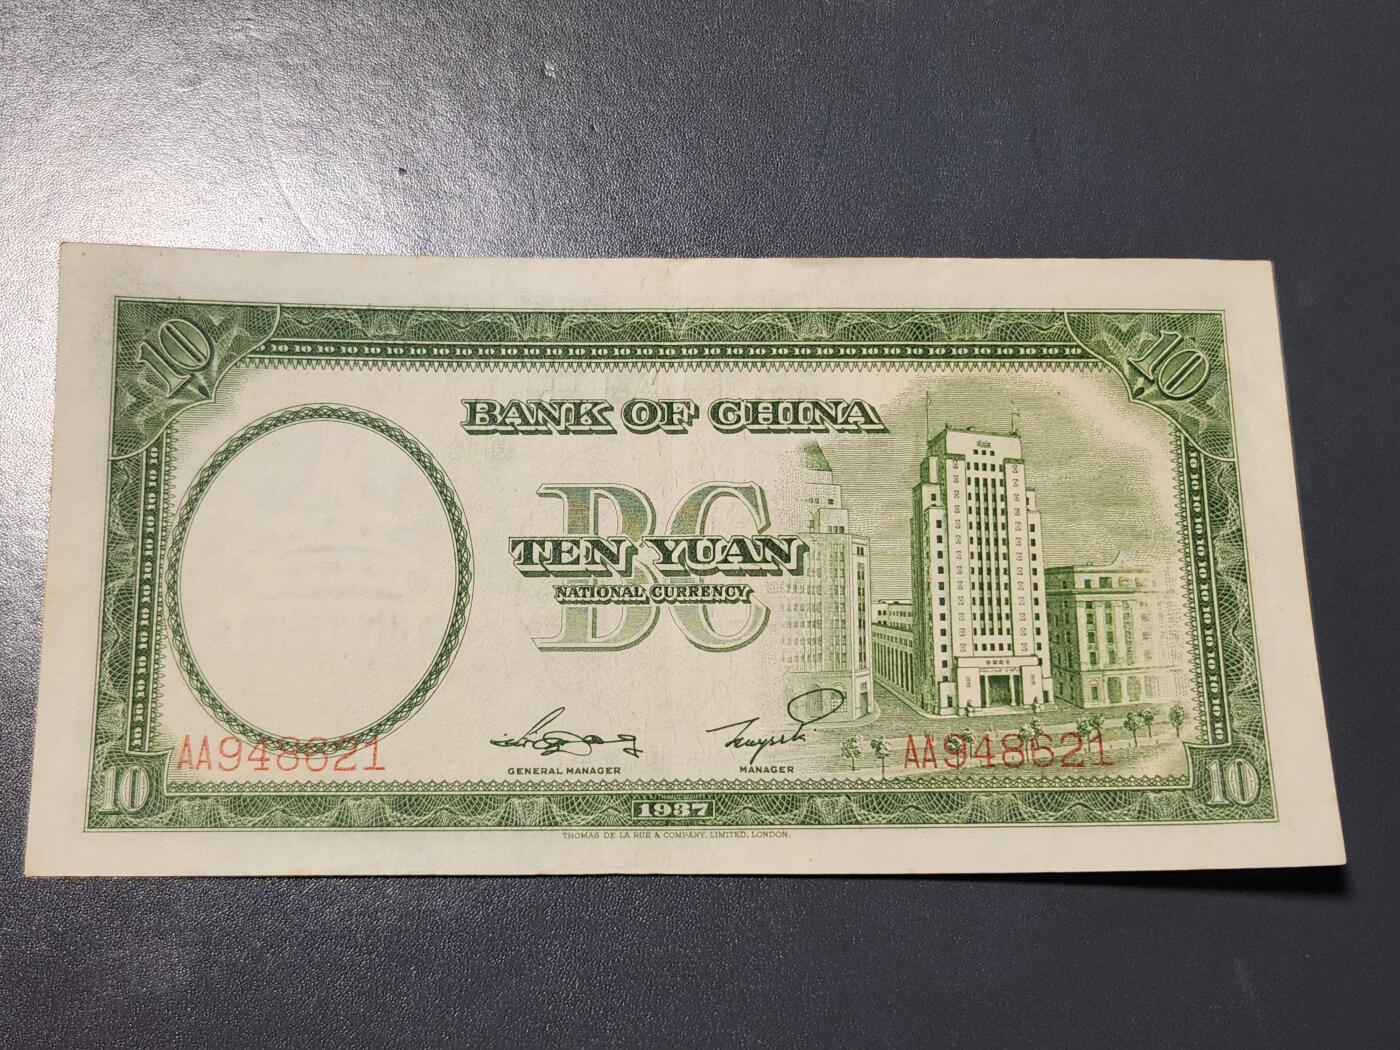 10 10
BANK OF CHINA
BC
TEN YUAN
NATIONAL CURRENCY
AA948621
GENERAL MANAGER
MANAGER
AA948621
10 1937 10
THOMAS DE LA RUE & COMPANY, LIMITED, LONDON.